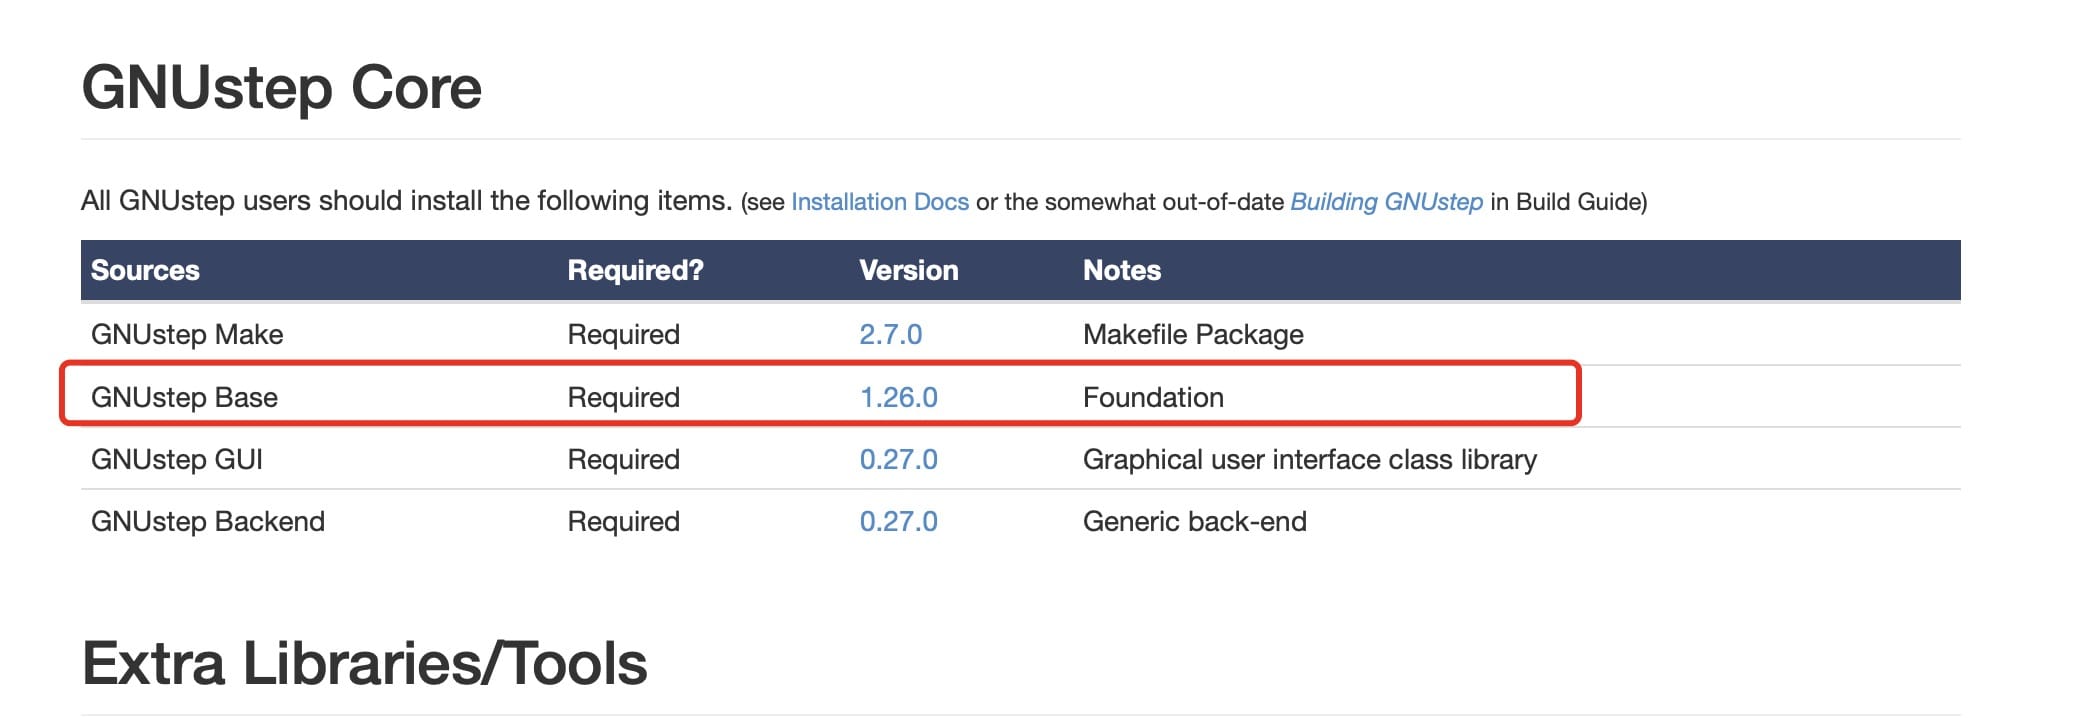 GNUstep Core
All GNUstep users should install the following items. (see Installation Docs or the somewhat out-of-date Building GNUstep in Build Guide)
Sources Required? Version Notes
GNUstep Make Required 2.7.0 Makefile Package
GNUstep Base Required 1.26.0 Foundation
GNUstep GUI Required 0.27.0 Graphical user interface class library
GNUstep Backend Required 0.27.0 Generic back-end
Extra Libraries/Tools